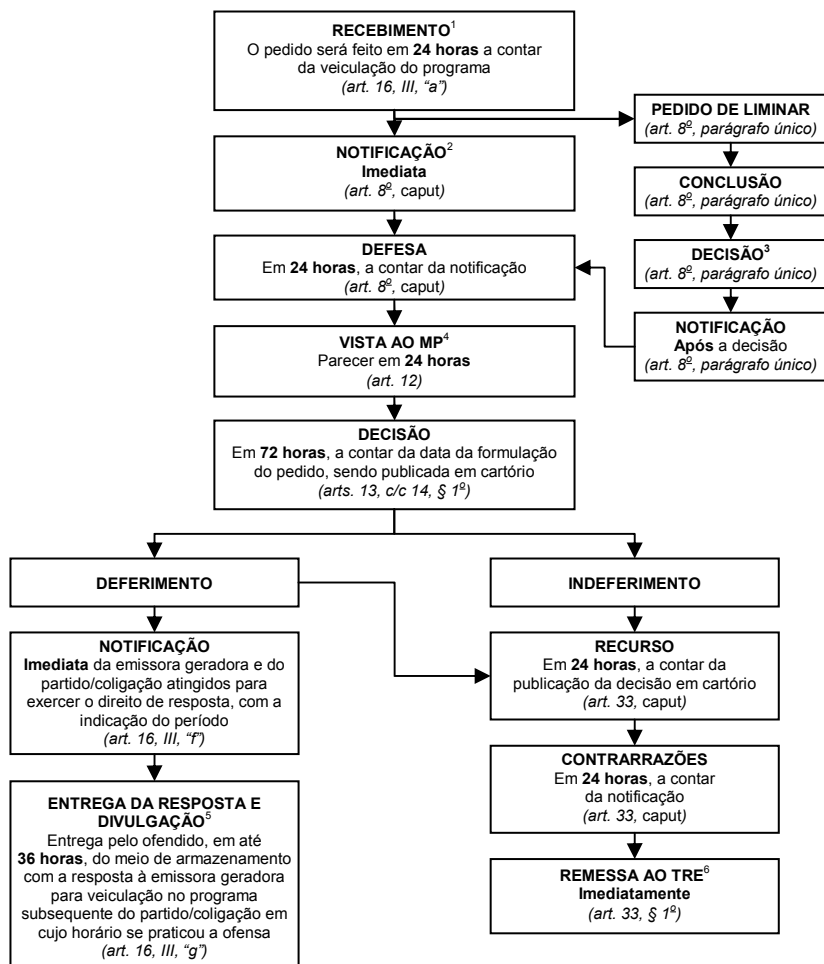 RECEBIMENTO1
O pedido será feito em 24 horas a contar
da veiculação do programa
(art. 16, III, “a”)
PEDIDO DE LIMINAR
(art. 8º, parágrafo único)
NOTIFICAÇÃO2
Imediata
(art. 8º, caput)
CONCLUSÃO
(art. 8º, parágrafo único)
DEFESA
Em 24 horas, a contar da notificação
(art. 8º, caput)
DECISÃO3
(art. 8º, parágrafo único)
NOTIFICAÇÃO
Após a decisão
(art. 8º, parágrafo único)
VISTA AO MP4
Parecer em 24 horas
(art. 12)
DECISÃO
Em 72 horas, a contar da data da formulação
do pedido, sendo publicada em cartório
(arts. 13, c/c 14, § 1º)
DEFERIMENTO
INDEFERIMENTO
NOTIFICAÇÃO
Imediata da emissora geradora e do
partido/coligação atingidos para
exercer o direito de resposta, com a
indicação do período
(art. 16, III, “f”)
RECURSO
Em 24 horas, a contar da
publicação da decisão em cartório
(art. 33, caput)
CONTRARRAZÕES
Em 24 horas, a contar
da notificação
(art. 33, caput)
ENTREGA DA RESPOSTA E
DIVULGAÇÃO5
Entrega pelo ofendido, em até
36 horas, do meio de armazenamento
com a resposta à emissora geradora
para veiculação no programa
subsequente do partido/coligação em
cujo horário se praticou a ofensa
(art. 16, III, “g”)
REMESSA AO TRE6
Imediatamente
(art. 33, § 1º)